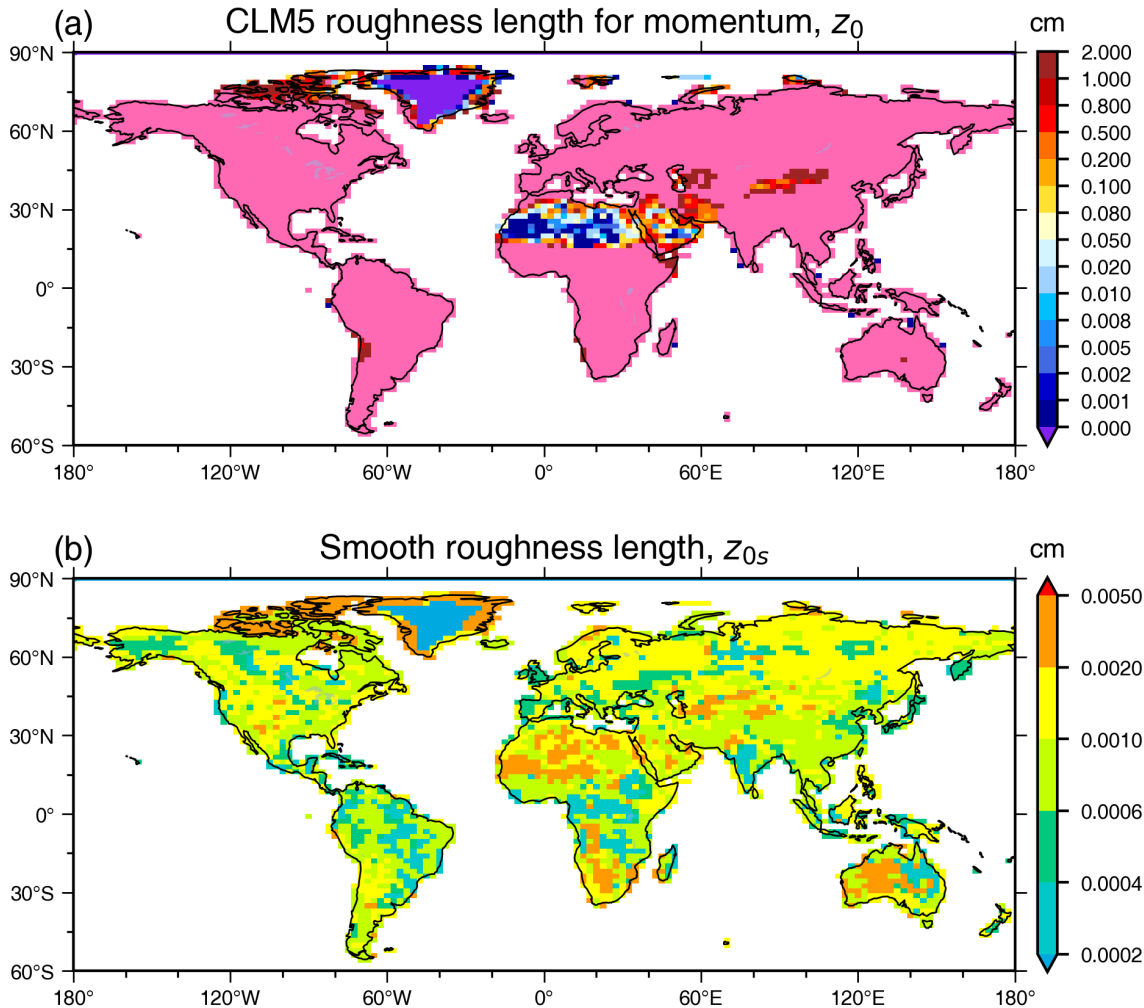 (a)
CLM5 roughness length for momentum, z0
cm
90°N
60°N
30°N
0°
30°S
60°S
180°
120°W
60°W
0°
60°E
120°E
180°
2.000
1.000
0.800
0.500
0.200
0.100
0.080
0.050
0.020
0.010
0.008
0.002
0.001
0.000
(b)
Smooth roughness length, z0s
cm
90°N
60°N
30°N
0°
30°S
60°S
180°
120°W
60°W
0°
60°E
120°E
180°
0.0050
0.0020
0.0010
0.0006
0.0004
0.0002